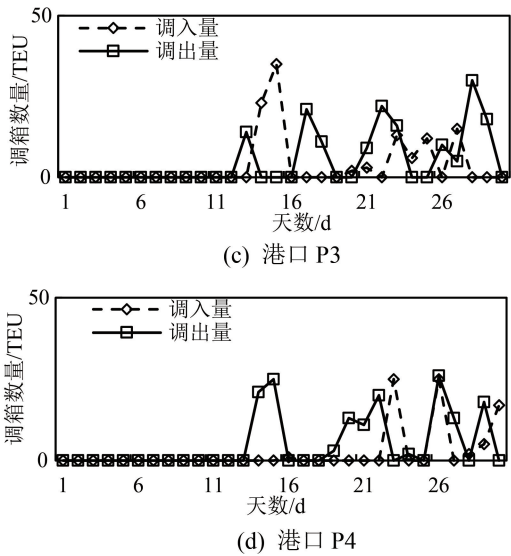 50
调入量
调出量
调箱数量/TEU
0
1 6 11 16 21 26
天数/d
(c) 港口 P3
50
调入量
调出量
调箱数量/TEU
0
1 6 11 16 21 26
天数/d
(d) 港口 P4